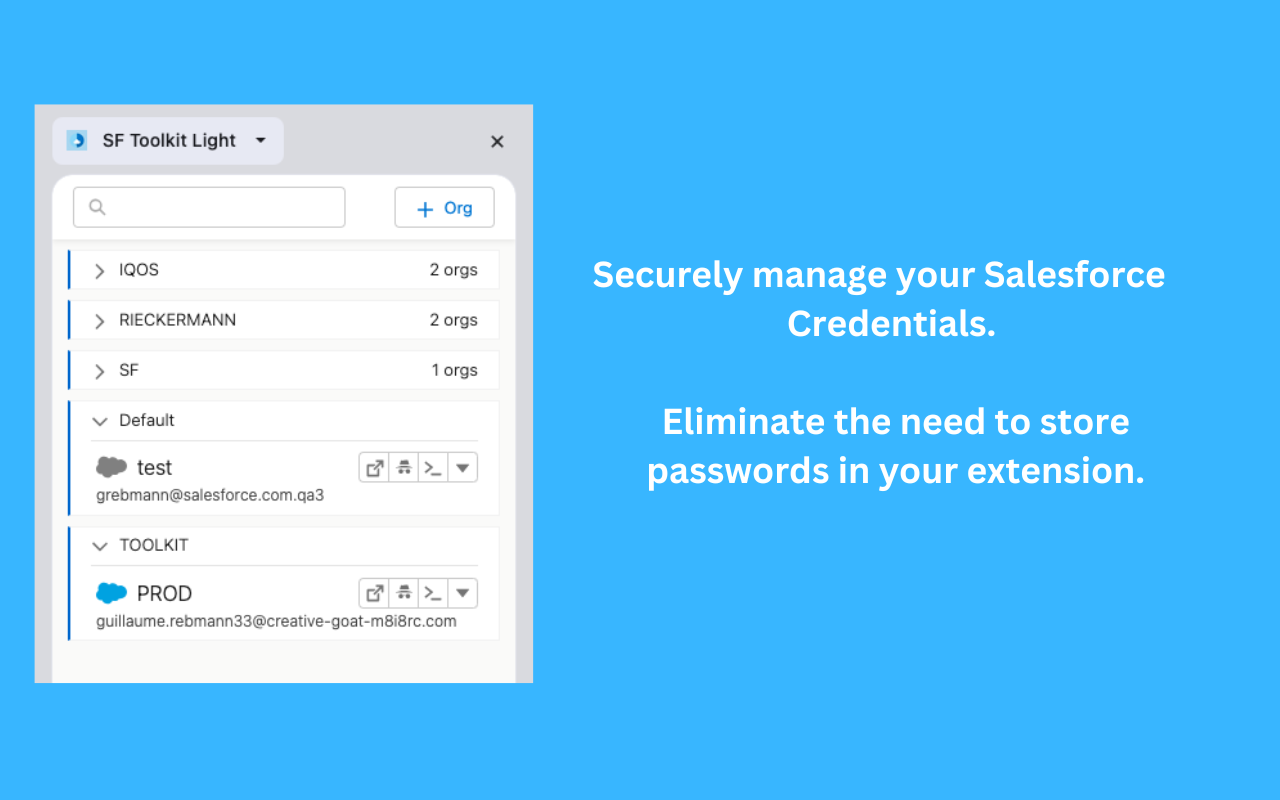 SF Toolkit Light
Org
IQOS 2 orgs
RIECKERMANN 2 orgs
SF 1 orgs
Default
test
grebmann@salesforce.com.qa3
TOOLKIT
PROD
guillaume.rebmann33@creative-goat-m8i8rc.com
Securely manage your Salesforce
Credentials.
Eliminate the need to store
passwords in your extension.